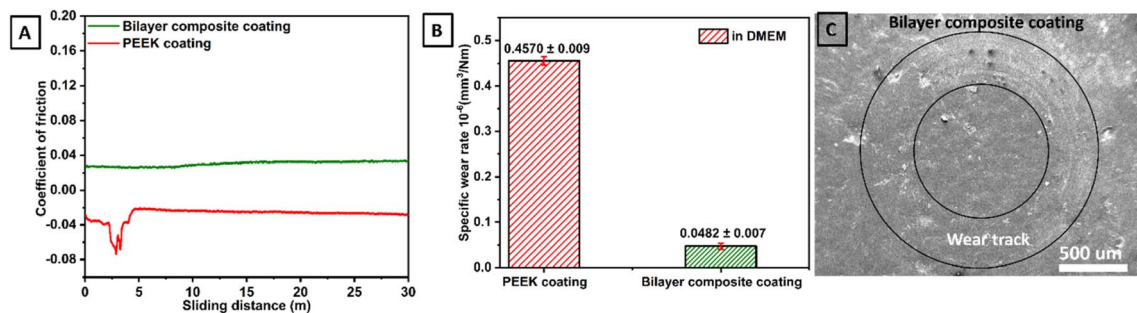 A
Bilayer composite coating
PEEK coating
0.20
0.16
0.12
0.08
0.04
0.00
-0.04
-0.08
Coefficient of friction
0
5
10
15
20
25
30
Sliding distance (m)
B
in DMEM
0.5
0.4
0.3
0.2
0.1
0.0
Specific wear rate 10-6(mm3/Nm)
0.4570 ± 0.009
0.0482 ± 0.007
PEEK coating
Bilayer composite coating
C
Bilayer composite coating
Wear track
500 um